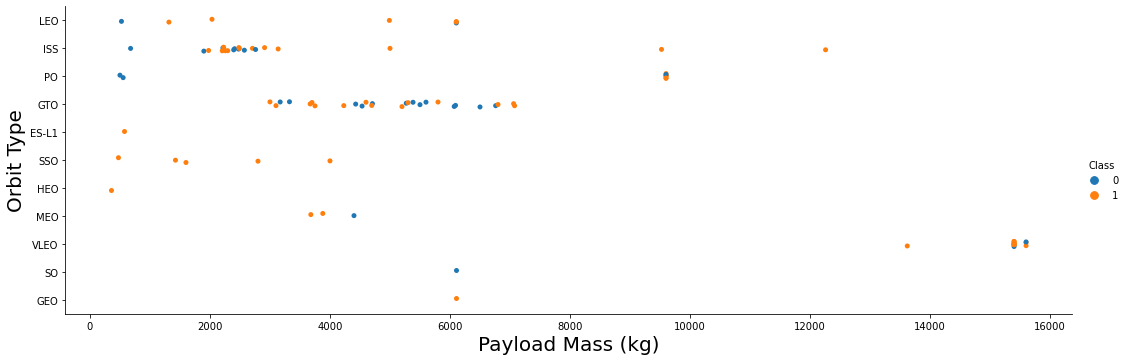 LEO
ISS
PO
GTO
ES-L1
SSO
HEO
MEO
VLEO
SO
GEO
Orbit Type
0 2000 4000 6000 8000 10000 12000 14000 16000
Payload Mass (kg)
Class
0
1